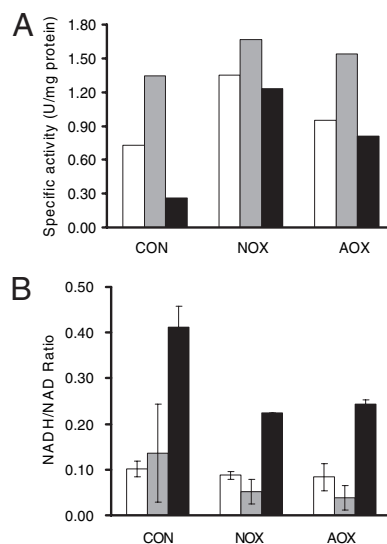 A
Specific activity (U/mg protein)
1.80
1.50
1.20
0.90
0.60
0.30
0.00
CON NOX AOX
B
NADH/NAD Ratio
0.50
0.40
0.30
0.20
0.10
0.00
CON NOX AOX